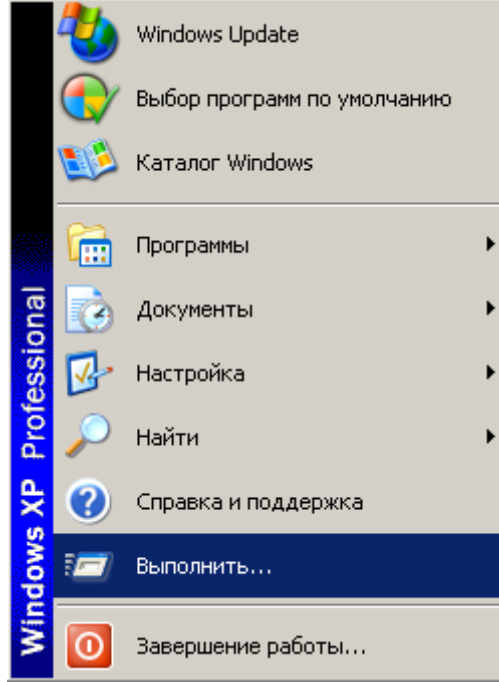 Windows Update
Выбор программ по умолчанию
Каталог Windows
Программы
Документы
Настройка
Найти
Справка и поддержка
Выполнить...
Завершение работы...
Windows XP Professional